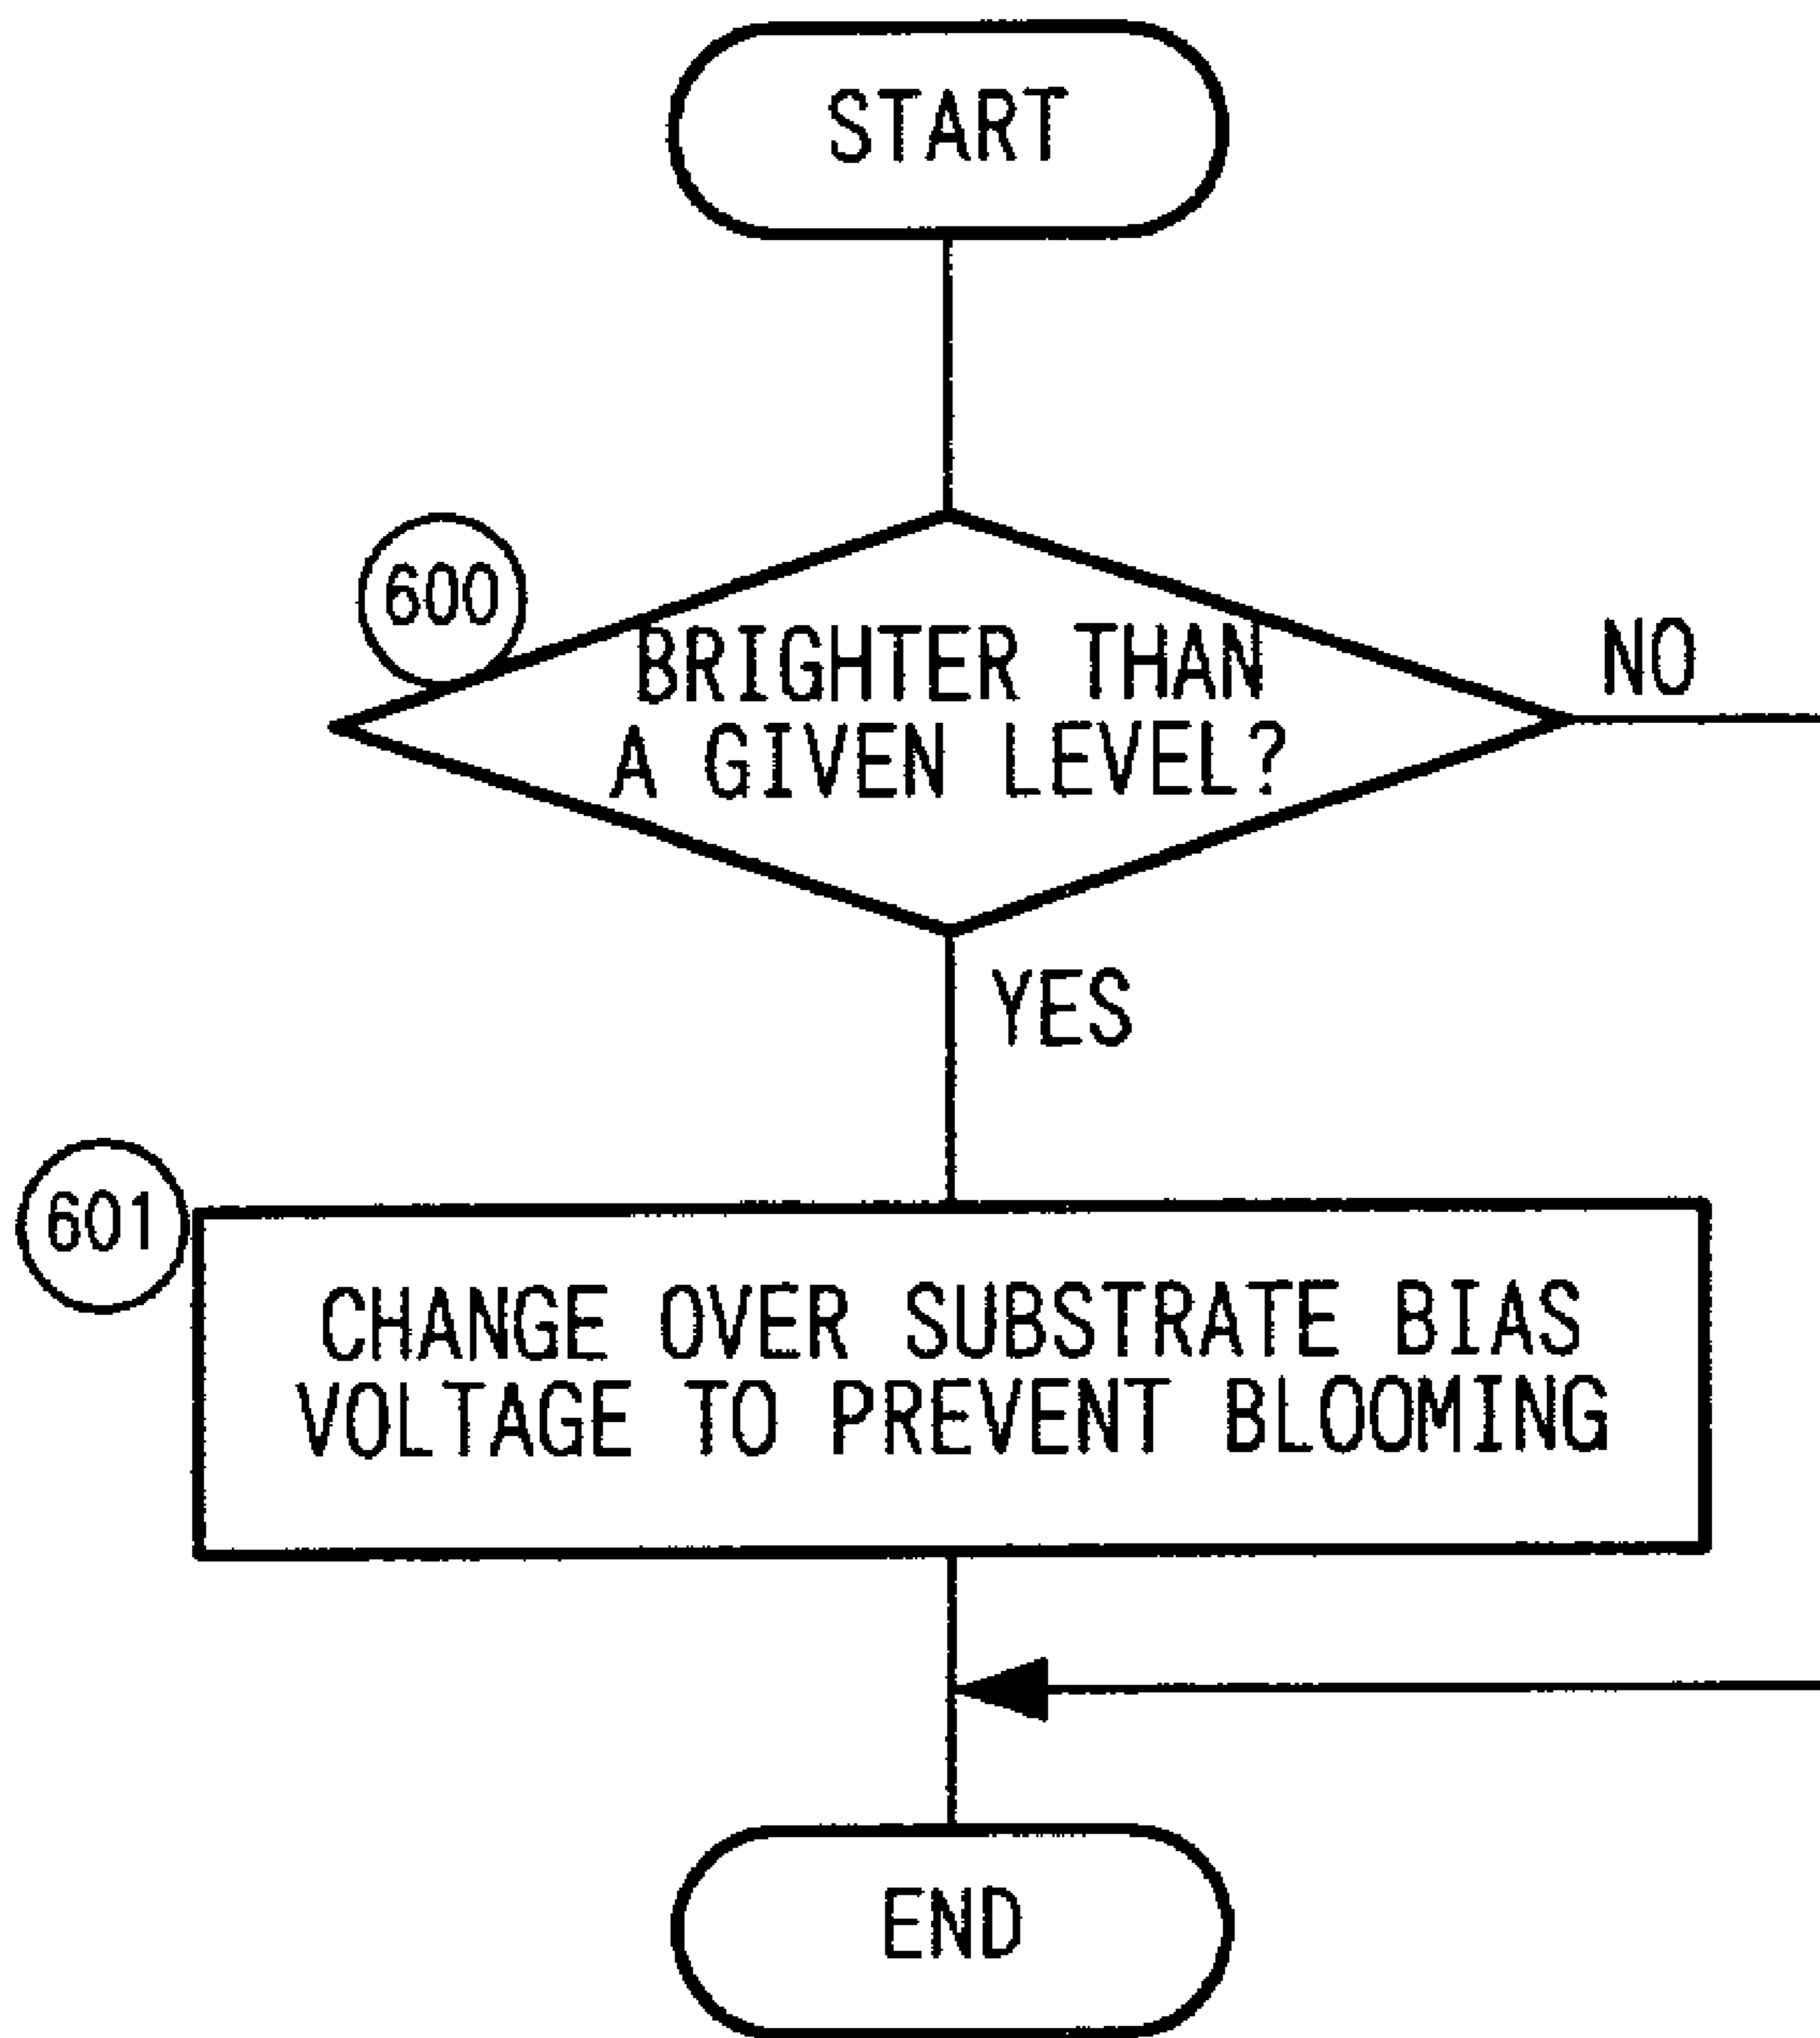 START
600
BRIGHTER THAN
A GIVEN LEVEL?
NO
YES
601
CHANGE OVER SUBSTRATE BIAS
VOLTAGE TO PREVENT BLOOMING
END